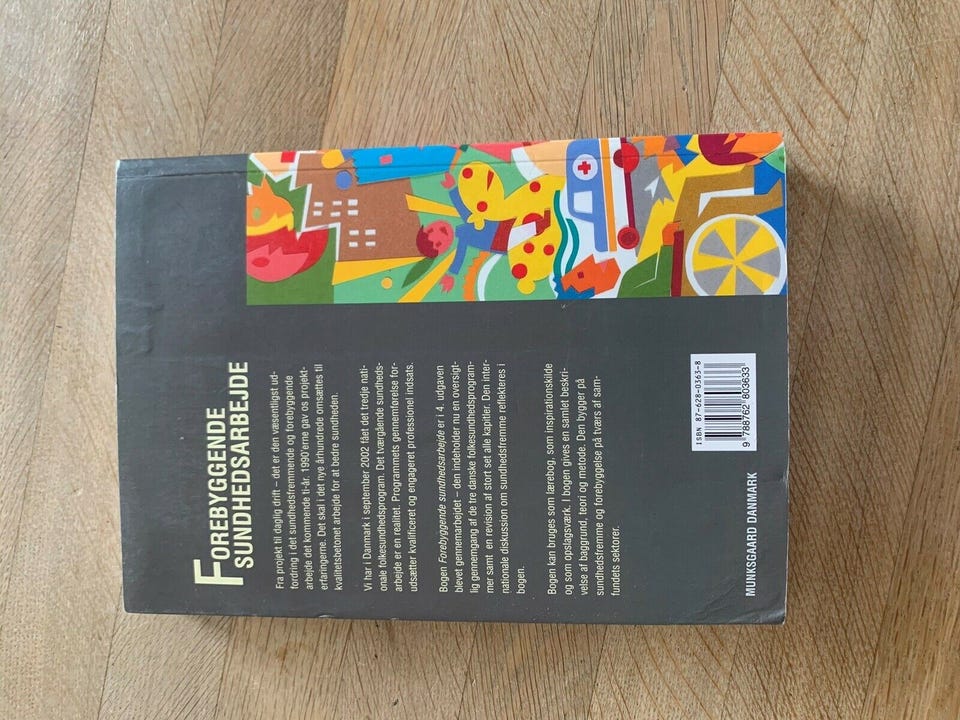 FOREBYGGENDE
SUNDHEDSARBEJDE
Fra projekt til daglig drift – det er den væsentligst ud-
fordring i det sundhedsfremmende og forebyggende
arbejde det kommende ti-år. 1990'erne gav os projekt-
erfaringerne. Det skal i det nye århundrede omsættes til
kvalitetsbetonet arbejde for at bedre sundheden.
Vi har i Danmark i september 2002 fået det tredje nati-
onale folkesundhedsprogram. Det tværgående sundheds-
arbejde er en realitet. Programmets gennemførelse for-
udsætter kvalificeret og engageret professionel indsats.
Bogen Forebyggende sundhedsarbejde er i 4. udgaven
blevet gennemarbejdet – den indeholder nu en oversigt-
lig gennemgang af de tre danske folkesundhedsprogram-
mer samt en revision af stort set alle kapitler. Den inter-
nationale diskussion om sundhedsfremme reflekteres i
bogen.
Bogen kan bruges som lærebog, som inspirationskilde
og som opslagsværk. I bogen gives en samlet beskri-
velse af baggrund, teori og metode. Den bygger på
sundhedsfremme og forebyggelse på tværs af sam-
fundets sektorer.
ISBN 87-628-0363-8
9 788762 803633
MUNKSGAARD DANMARK